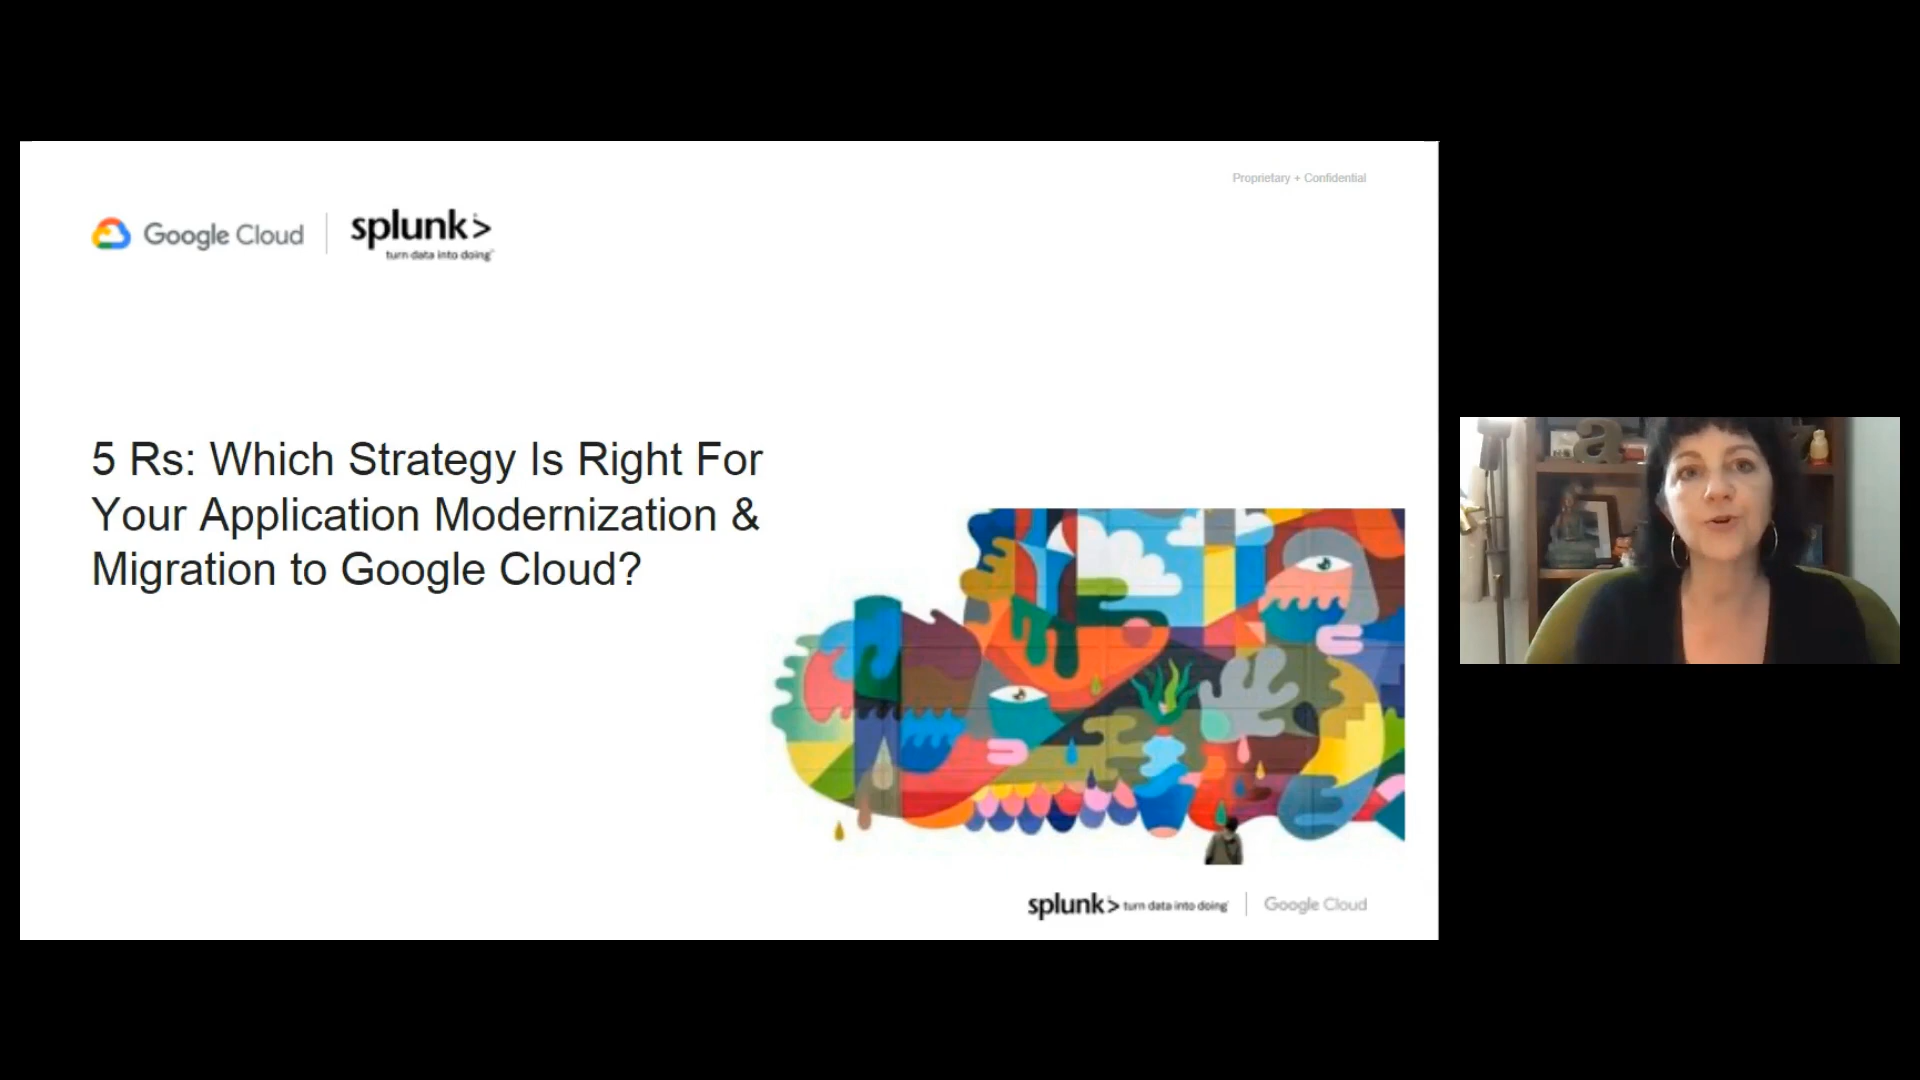 Proprietary + Confidential
Google Cloud
splunk>
turn data into doing
5 Rs: Which Strategy Is Right For
Your Application Modernization &
Migration to Google Cloud?
a
splunk> turn data into doing
Google Cloud